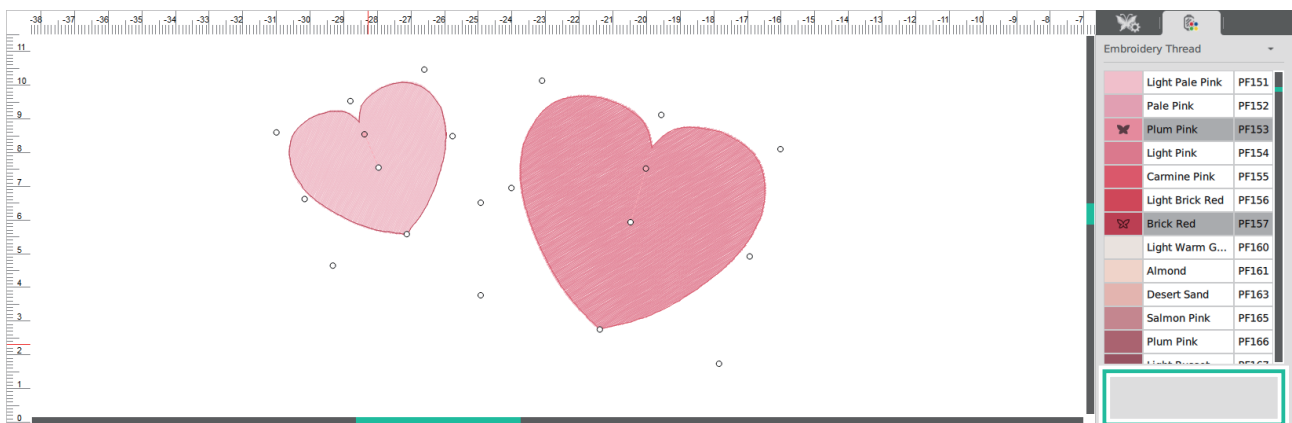 -38 -37 -36 -35 -34 -33 -32 -31 -30 -29 -28 -27 -26 -25 -24 -23 -22 -21 -20 -19 -18 -17 -16 -15 -14 -13 -12 -11 -10 -9 -8 -7
11
10
9
8
7
6
5
4
3
2
1
0
Embroidery Thread
Light Pale Pink PF151
Pale Pink PF152
Plum Pink PF153
Light Pink PF154
Carmine Pink PF155
Light Brick Red PF156
Brick Red PF157
Light Warm G... PF160
Almond PF161
Desert Sand PF163
Salmon Pink PF165
Plum Pink PF166